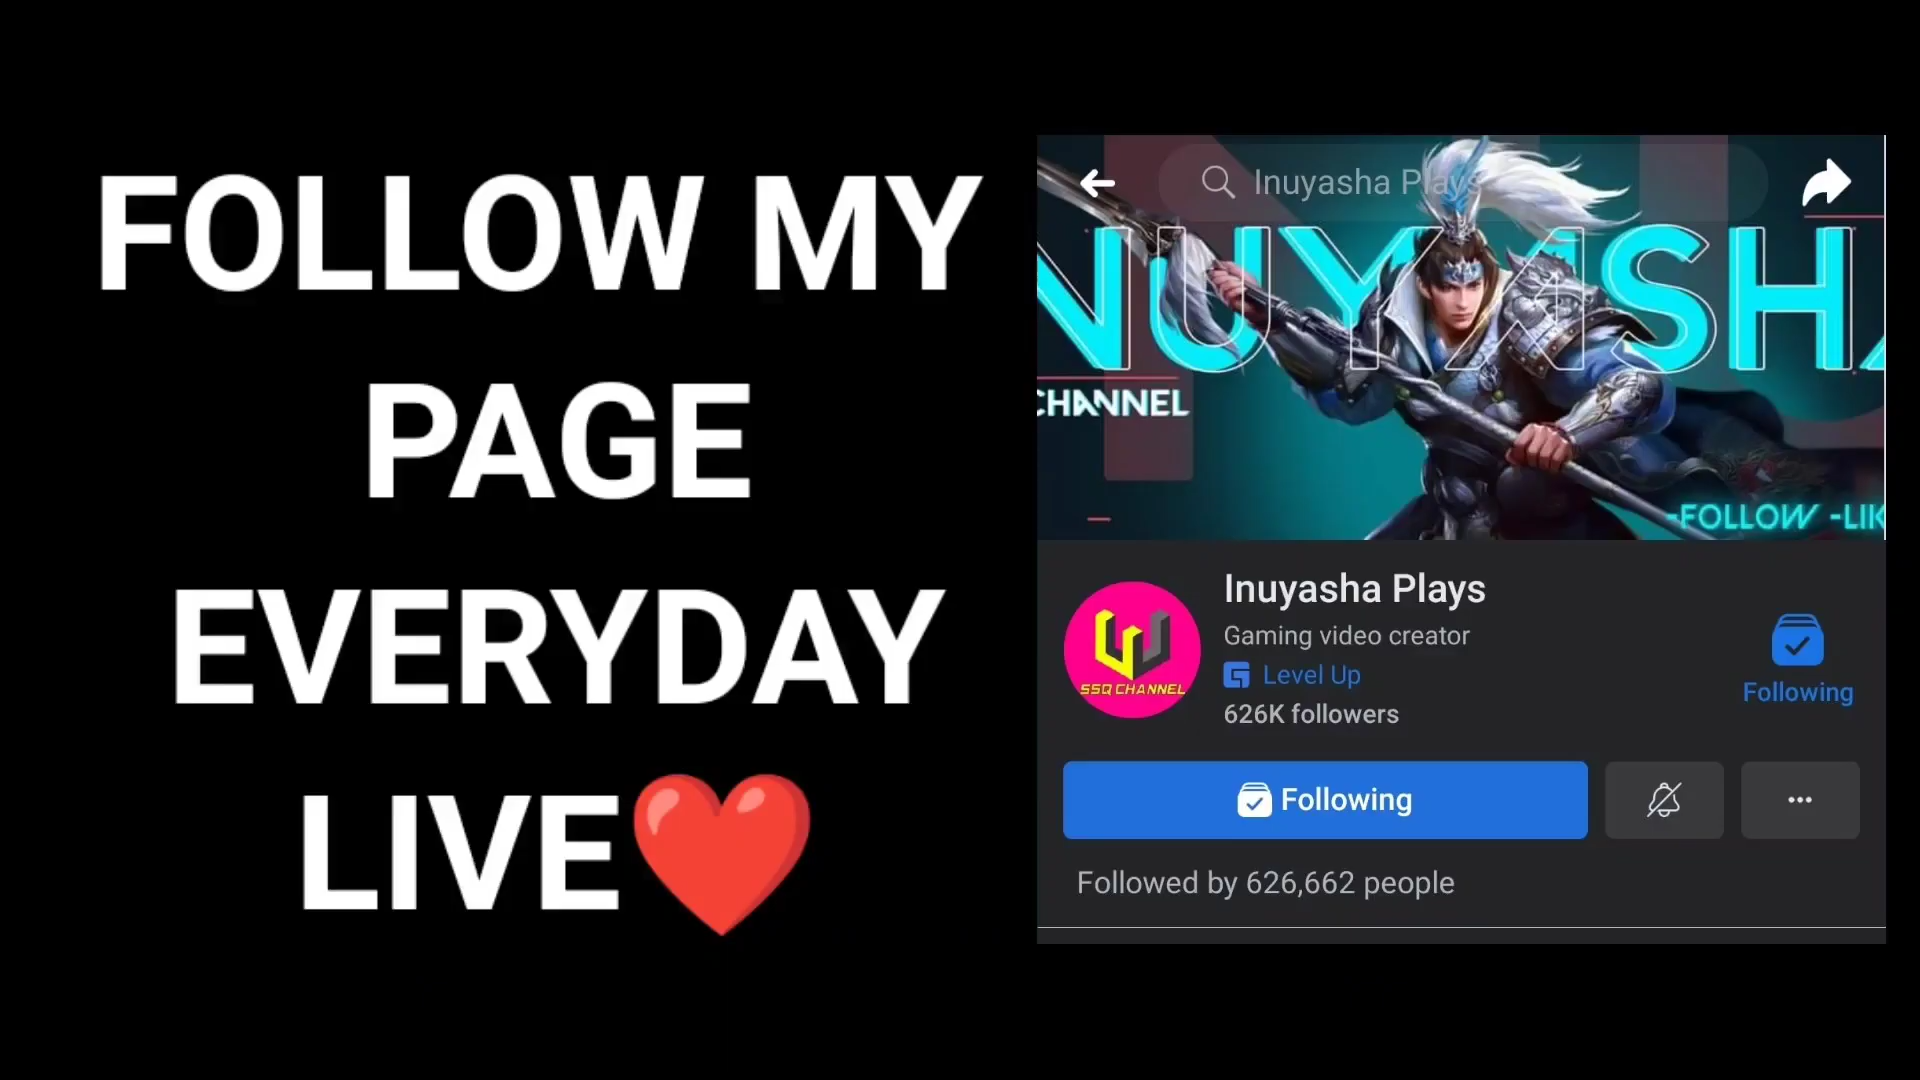 FOLLOW MY
PAGE
EVERYDAY
LIVE❤️
Inuyasha Plays
NUYASHA
CHANNEL
-FOLLOW -LIK
Inuyasha Plays
Gaming video creator
Level Up
626K followers
SSQ CHANNEL
Following
Following
Followed by 626,662 people